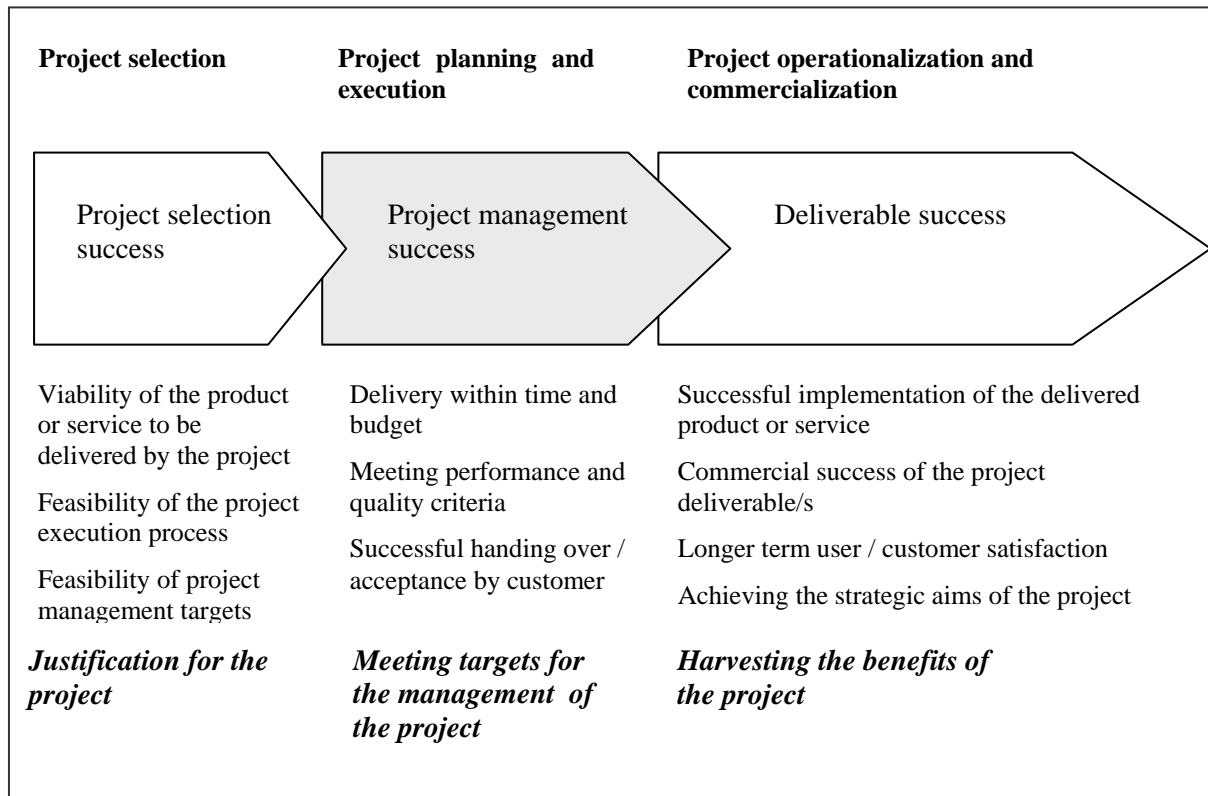 Project selection
Project planning and
execution
Project operationalization and
commercialization
Project selection
success
Project management
success
Deliverable success
Viability of the product
or service to be
delivered by the project
Feasibility of the project
execution process
Feasibility of project
management targets
Justification for the
project
Delivery within time and
budget
Meeting performance and
quality criteria
Successful handing over /
acceptance by customer
Meeting targets for
the management of
the project
Successful implementation of the delivered
product or service
Commercial success of the project
deliverable/s
Longer term user / customer satisfaction
Achieving the strategic aims of the project
Harvesting the benefits of
the project